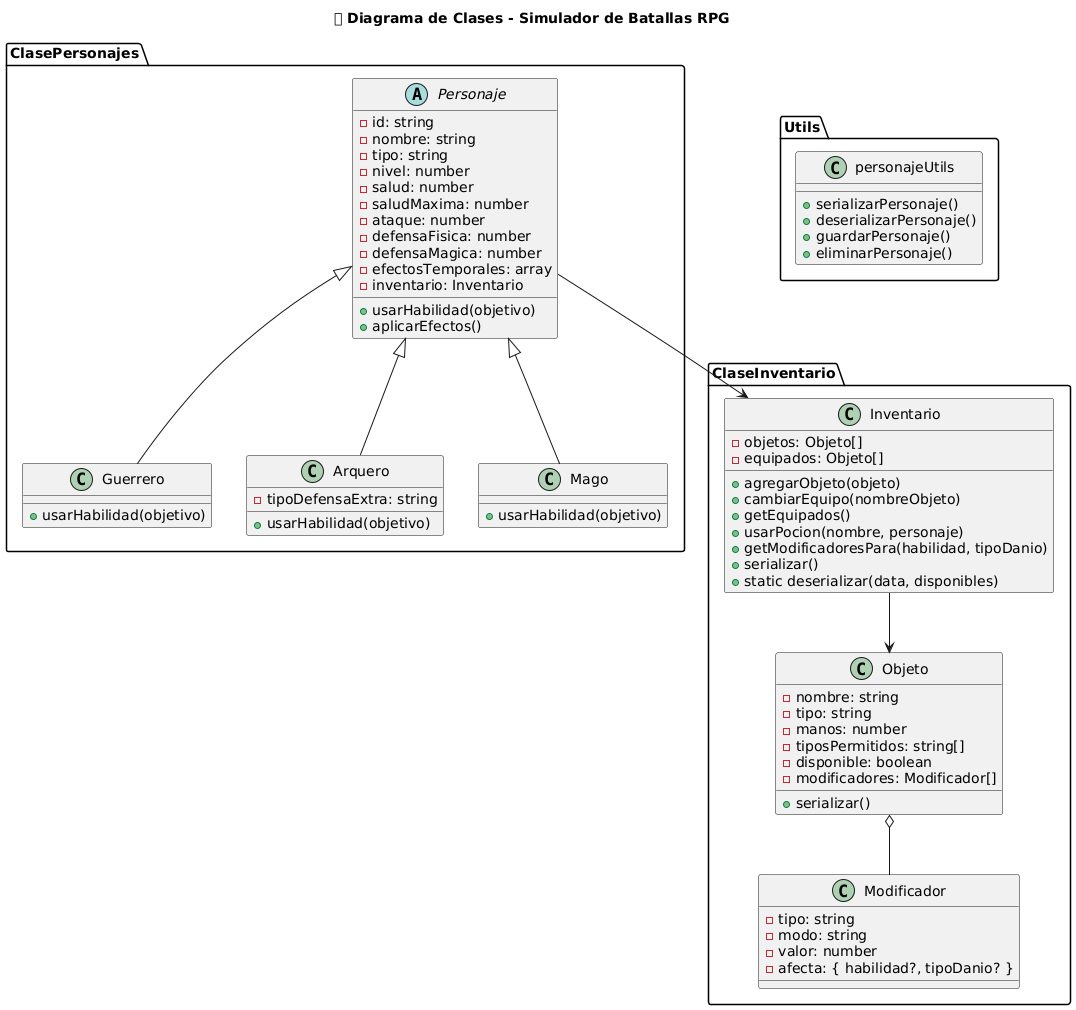 Diagrama de Clases - Simulador de Batallas RPG
ClasePersonajes
A Personaje
id: string
nombre: string
tipo: string
nivel: number
salud: number
saludMaxima: number
ataque: number
defensaFisica: number
defensaMagica: number
efectosTemporales: array
inventario: Inventario
usarHabilidad(objetivo)
aplicarEfectos()
C Guerrero
usarHabilidad(objetivo)
C Arquero
tipoDefensaExtra: string
usarHabilidad(objetivo)
C Mago
usarHabilidad(objetivo)
Utils
C personajeUtils
serializarPersonaje()
deserializarPersonaje()
guardarPersonaje()
eliminarPersonaje()
ClaseInventario
C Inventario
objetos: Objeto[]
equipados: Objeto[]
agregarObjeto(objeto)
cambiarEquipo(nombreObjeto)
getEquipados()
usarPocion(nombre, personaje)
getModificadoresPara(habilidad, tipoDanio)
serializar()
static deserializar(data, disponibles)
C Objeto
nombre: string
tipo: string
manos: number
tiposPermitidos: string[]
disponible: boolean
modificadores: Modificador[]
serializar()
C Modificador
tipo: string
modo: string
valor: number
afecta: { habilidad?, tipoDanio? }